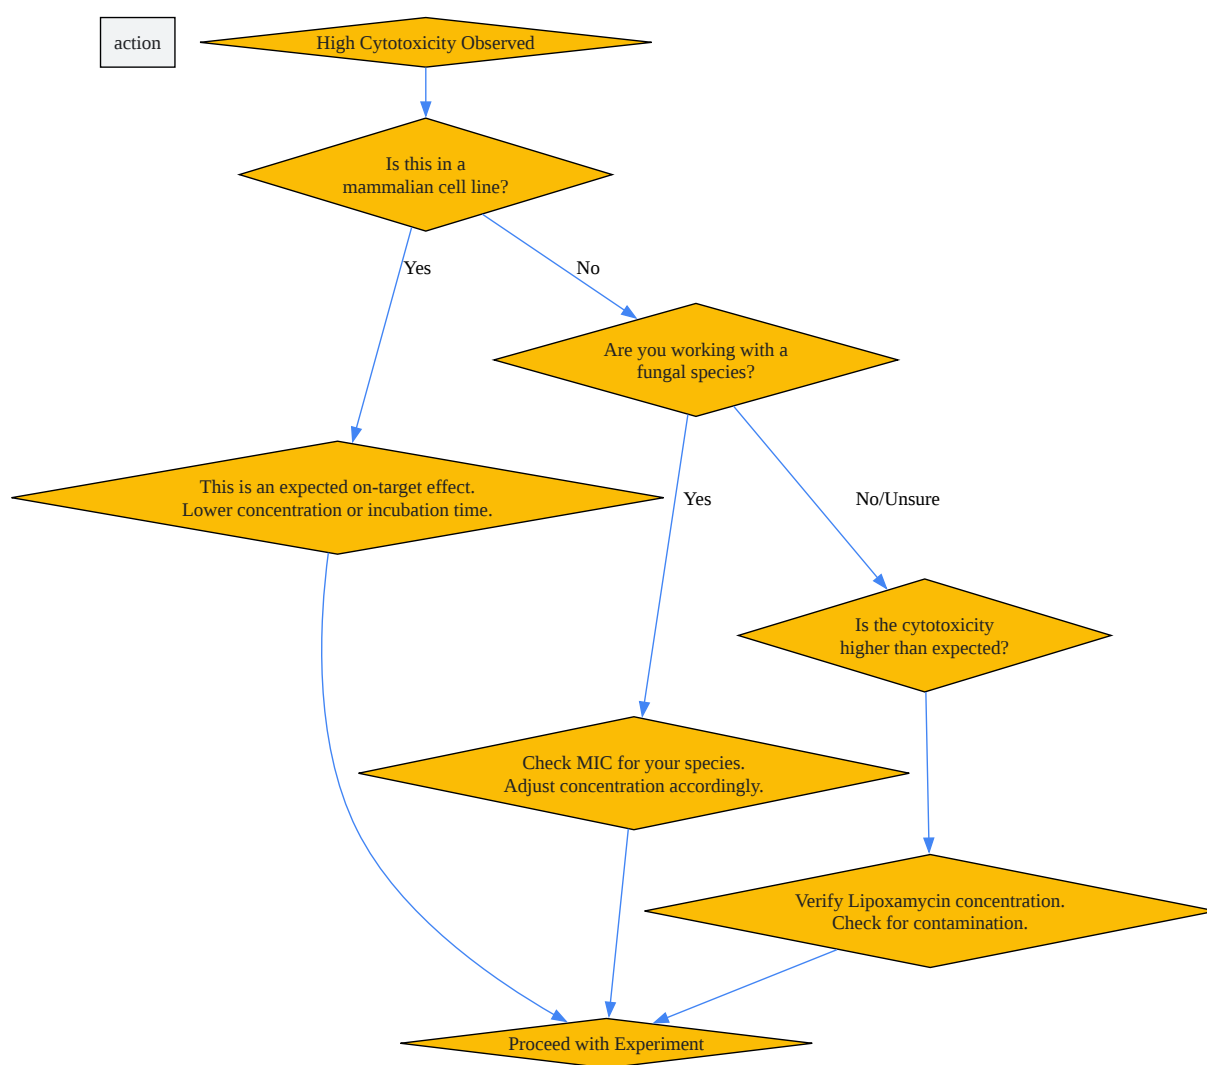 action
High Cytotoxicity Observed
Is this in a
mammalian cell line?
Yes
No
Are you working with a
fungal species?
This is an expected on-target effect.
Lower concentration or incubation time.
Yes
No/Unsure
Is the cytotoxicity
higher than expected?
Check MIC for your species.
Adjust concentration accordingly.
Verify Lipoxamycin concentration.
Check for contamination.
Proceed with Experiment